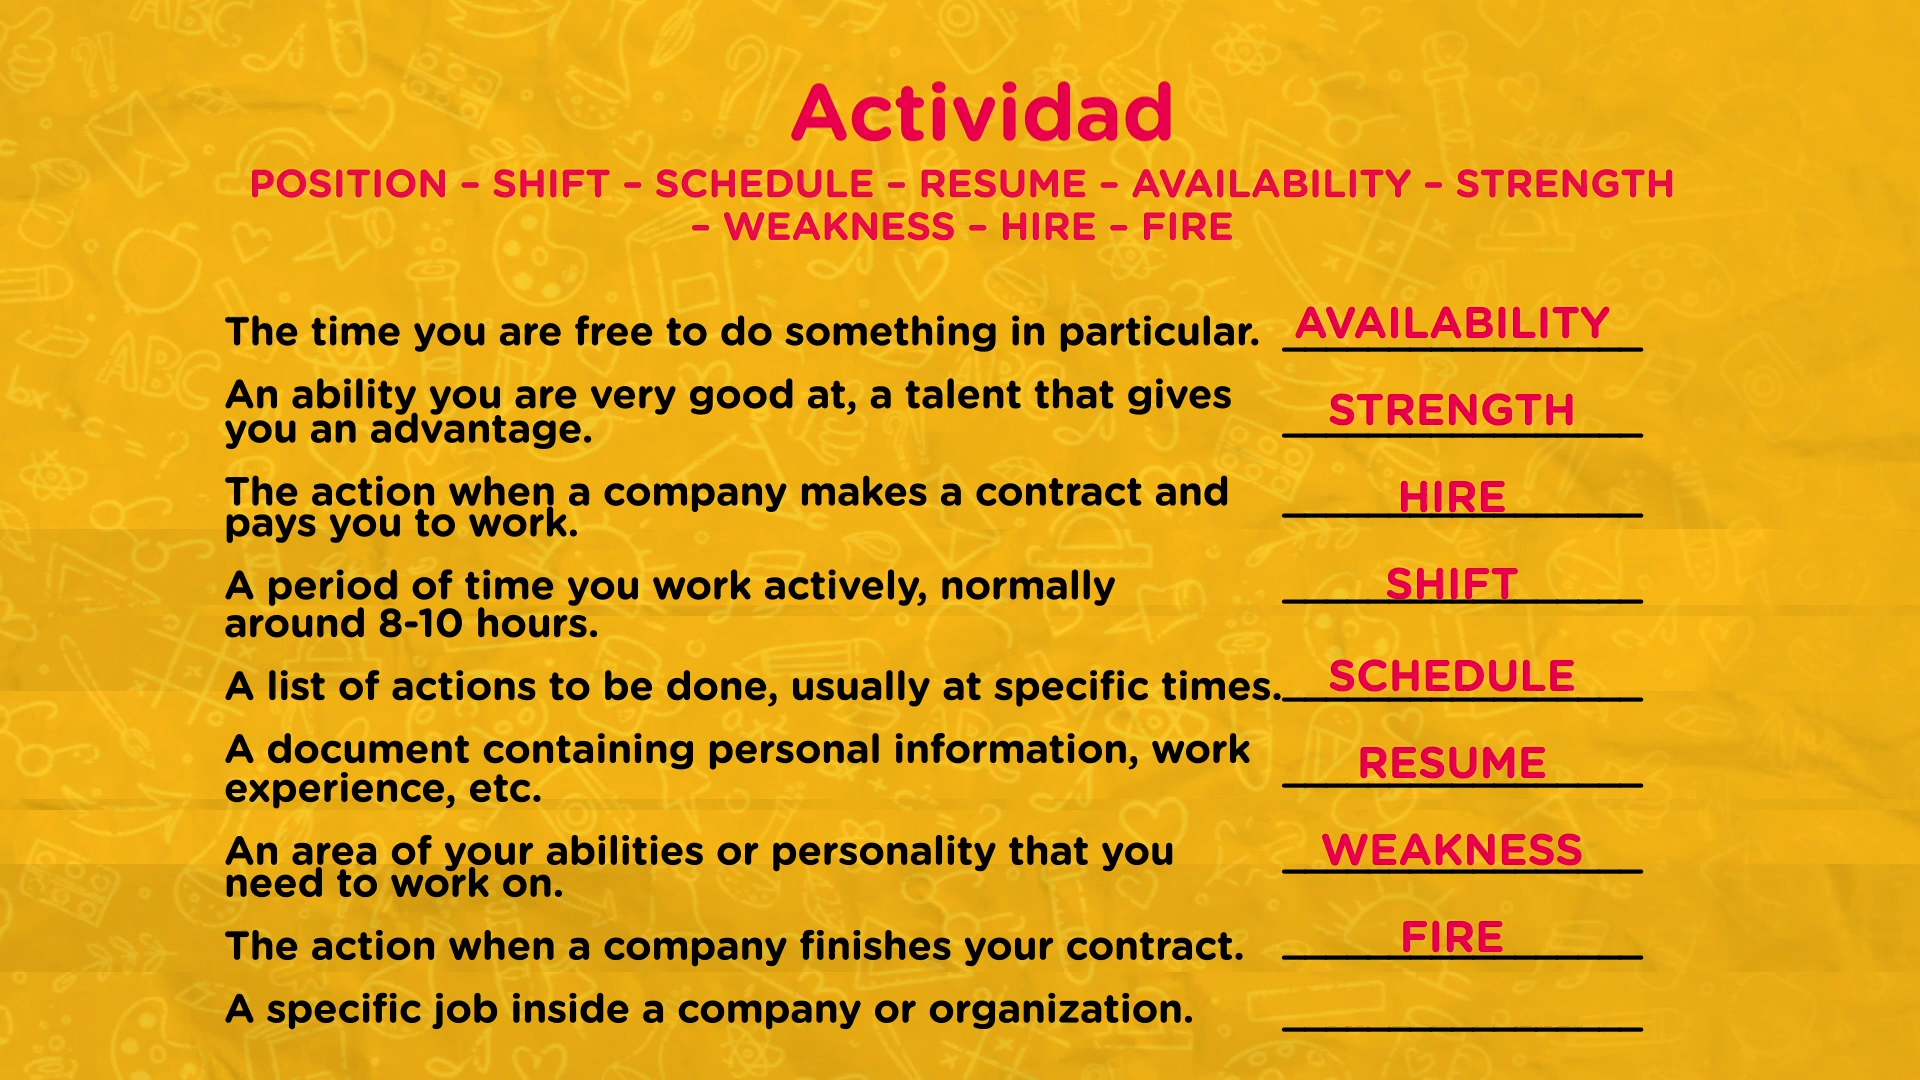 Actividad
POSITION – SHIFT – SCHEDULE – RESUME – AVAILABILITY – STRENGTH
– WEAKNESS – HIRE – FIRE
The time you are free to do something in particular. AVAILABILITY
An ability you are very good at, a talent that gives
you an advantage. STRENGTH
The action when a company makes a contract and
pays you to work. HIRE
A period of time you work actively, normally
around 8-10 hours. SHIFT
A list of actions to be done, usually at specific times. SCHEDULE
A document containing personal information, work
experience, etc. RESUME
An area of your abilities or personality that you
need to work on. WEAKNESS
The action when a company finishes your contract. FIRE
A specific job inside a company or organization.